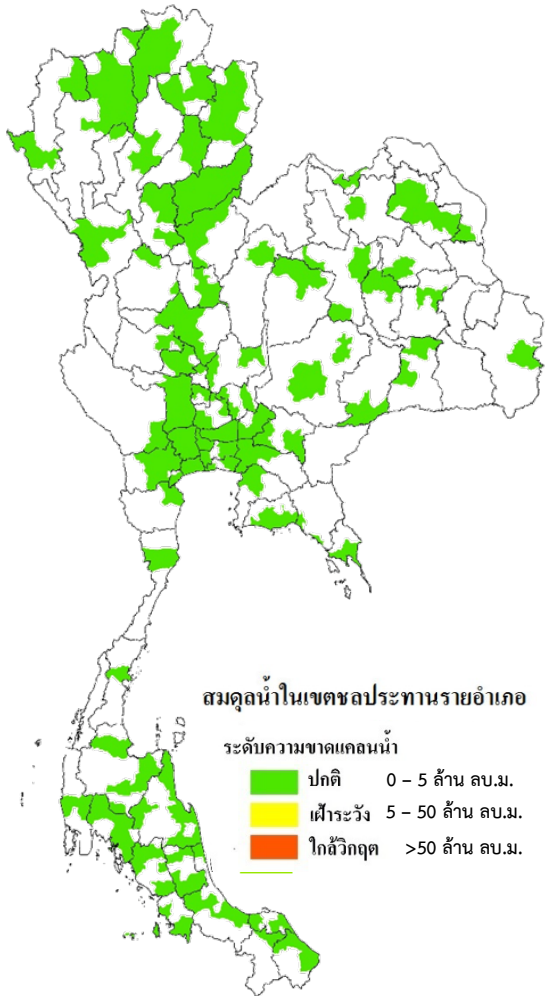 สมดุลน้ำในเขตชลประทานรายอำเภอ
ระดับความขาดแคลนน้ำ
ปกติ 0 – 5 ล้าน ลบ.ม.
เฝ้าระวัง 5 – 50 ล้าน ลบ.ม.
ใกล้วิกฤต >50 ล้าน ลบ.ม.